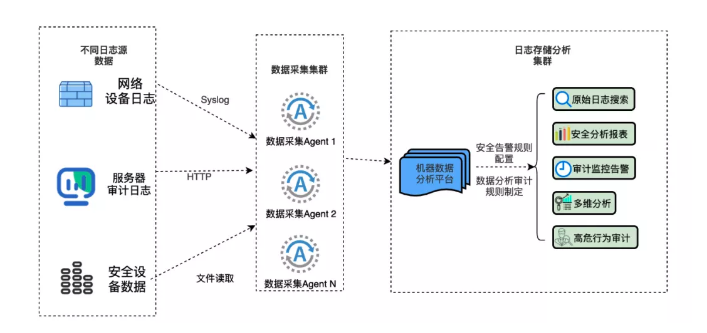 不同日志源
数据
网络
设备日志
服务器
审计日志
安全设
备数据
Syslog
HTTP
文件读取
数据采集集群
数据采集Agent 1
数据采集Agent 2
数据采集Agent N
日志存储分析
集群
机器数据
分析平台
安全告警规则
配置
数据分析审计
规则制定
原始日志搜索
安全分析报表
审计监控告警
多维分析
高危行为审计